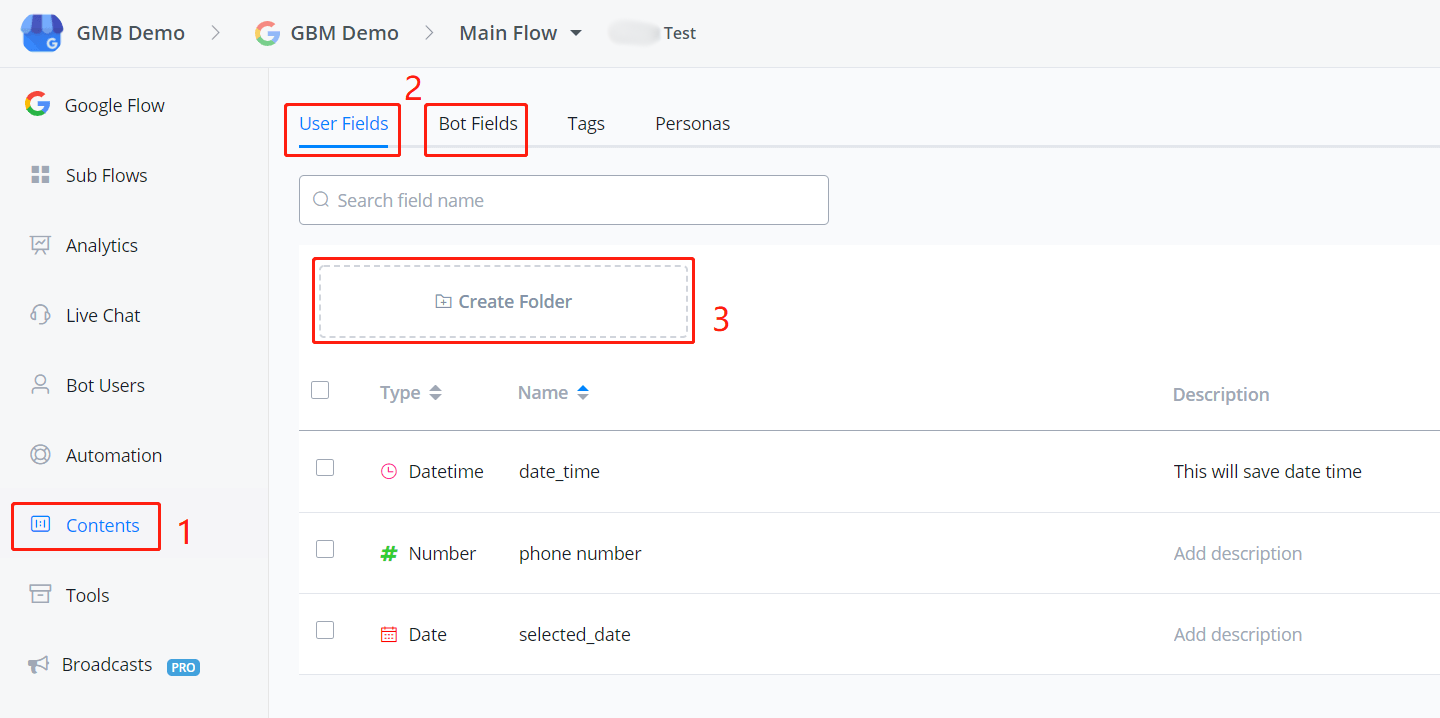 GMB Demo GBM Demo Main Flow Test
Google Flow
Sub Flows
Analytics
Live Chat
Bot Users
Automation
Contents
1
Tools
Broadcasts PRO
2
User Fields Bot Fields Tags Personas
Search field name
Create Folder
3
Type Name Description
Datetime date_time This will save date time
# Number phone number Add description
Date selected_date Add description